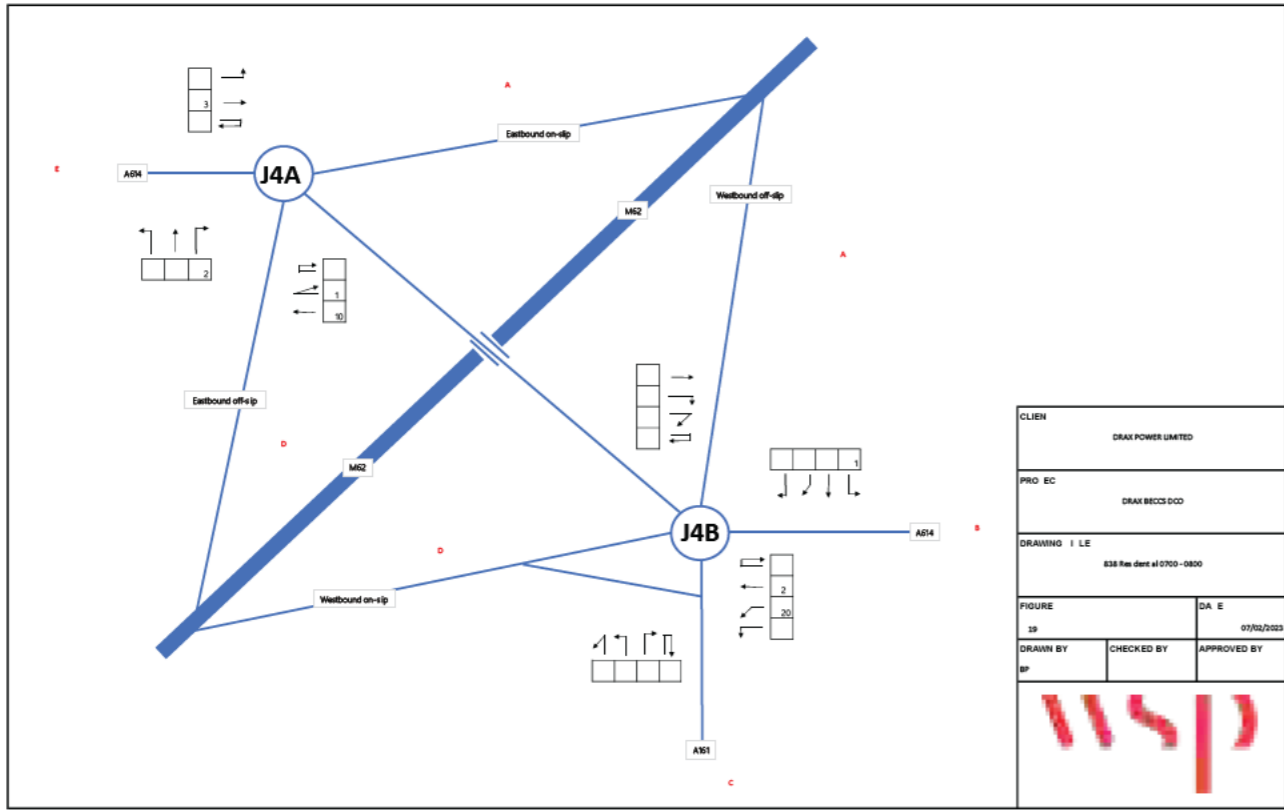 A
3
Eastbound on-slip
E
A614
J4A
Westbound off-slip
M62
A
2
1
10
Eastbound off-slip
D
M62
1
J4B
A614
B
D
2
20
Westbound on-slip
A161
C
CLIEN
DRAX POWER LIMITED
PRO EC
DRAX BECCS DCO
DRAWING I LE
838 Res dent al 0700 - 0800
FIGURE
19
DA E
07/02/2023
DRAWN BY
BP
CHECKED BY
APPROVED BY
wsp